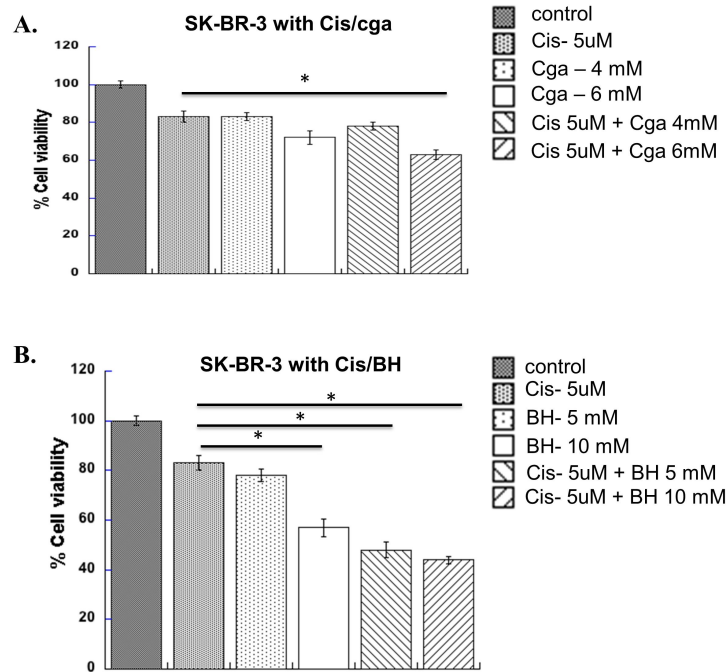 A.
SK-BR-3 with Cis/cga
120
100
80
60
40
20
0
% Cell viability
*
control
Cis- 5uM
Cga – 4 mM
Cga – 6 mM
Cis 5uM + Cga 4mM
Cis 5uM + Cga 6mM
B.
SK-BR-3 with Cis/BH
120
100
80
60
40
20
0
% Cell viability
*
*
*
control
Cis- 5uM
BH- 5 mM
BH- 10 mM
Cis- 5uM + BH 5 mM
Cis- 5uM + BH 10 mM